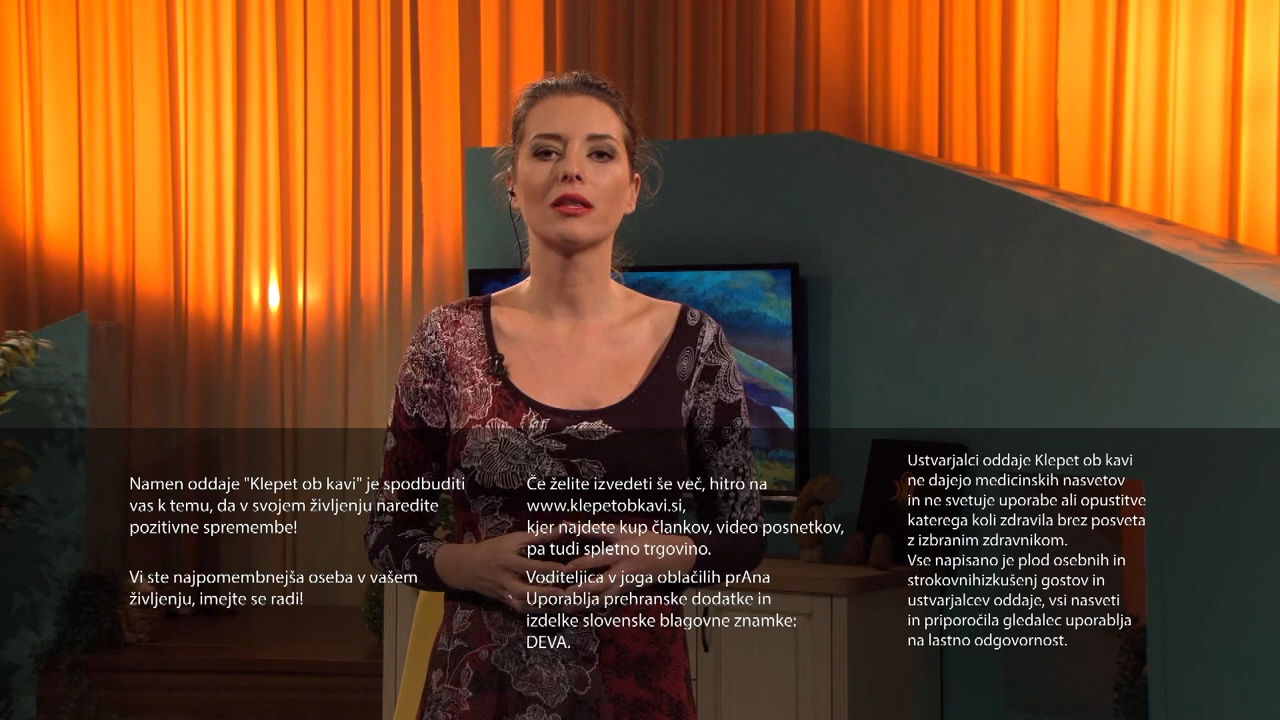 Namen oddaje "Klepet ob kavi" je spodbuditi
vas k temu, da v svojem življenju naredite
pozitivne spremembe!
Vi ste najpomembnejša oseba v vašem
življenju, imejte se radi!
Če želite izvedeti še več, hitro na
www.klepetobkavi.si,
kjer najdete kup člankov, video posnetkov,
pa tudi spletno trgovino.
Voditeljica v joga oblačilih prAna
Uporablja prehranske dodatke in
izdelke slovenske blagovne znamke:
DEVA.
Ustvarjalci oddaje Klepet ob kavi
ne dajejo medicinskih nasvetov
in ne svetuje uporabe ali opustitve
katerega koli zdravila brez posveta
z izbranim zdravnikom.
Vse napisano je plod osebnih in
strokovnihizkušenj gostov in
ustvarjalcev oddaje, vsi nasveti
in priporočila gledalec uporablja
na lastno odgovornost.